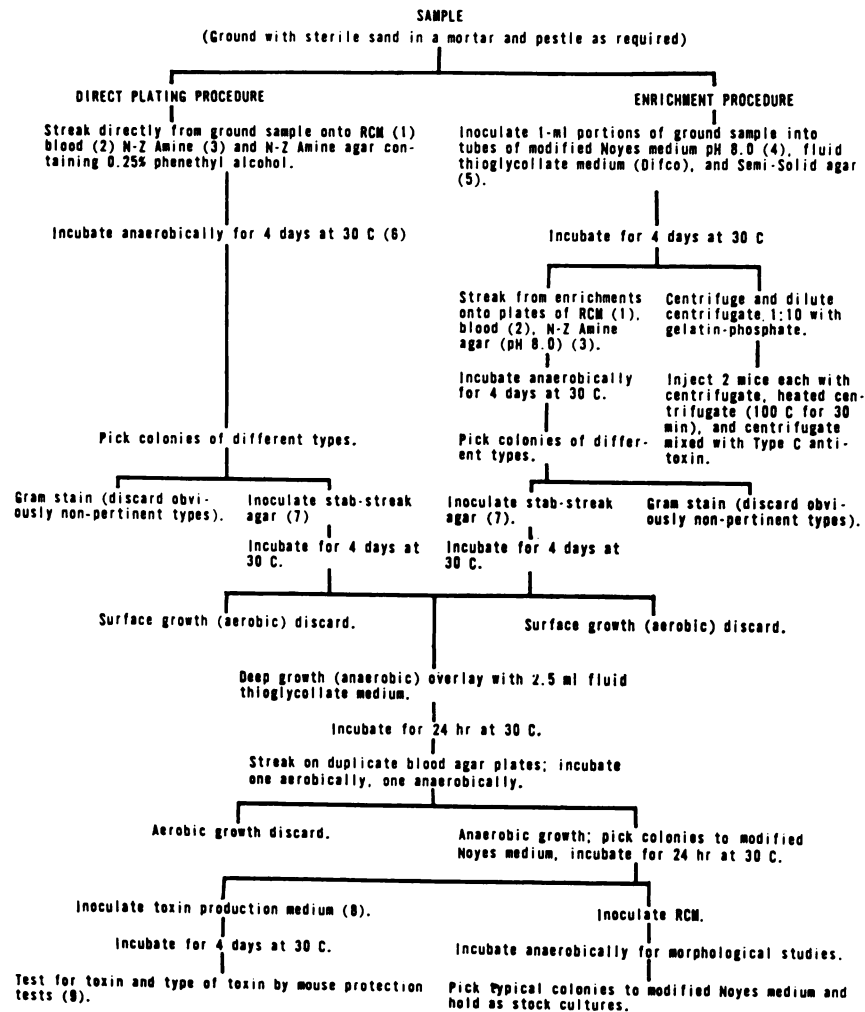 SAMPLE
(Ground with sterile sand in a mortar and pestle as required)
DIRECT PLATING PROCEDURE
Streak directly from ground sample onto RCM (1)
blood (2) N-Z Amine (3) and N-Z Amine agar con-
taining 0.25% phenethyl alcohol.
Incubate anaerobically for 4 days at 30 C (6)
Pick colonies of different types.
Gram stain (discard obvi-
ously non-pertinent types).
Inoculate stab-streak
agar (7)
Incubate for 4 days at
30 C.
ENRICHMENT PROCEDURE
Inoculate 1-ml portions of ground sample into
tubes of modified Noyes medium pH 8.0 (4), fluid
thioglycollate medium (Difco), and Semi-Solid agar
(5).
Incubate for 4 days at 30 C
Streak from enrichments
onto plates of RCM (1),
blood (2), N-Z Amine
agar (pH 8.0) (3).
Incubate anaerobically
for 4 days at 30 C.
Pick colonies of differ-
ent types.
Centrifuge and dilute
centrifugate 1:10 with
gelatin-phosphate.
Inject 2 mice each with
centrifugate, heated cen-
trifugate (100 C for 30
min), and centrifugate
mixed with Type C anti-
toxin.
Inoculate stab-streak
agar (7).
Incubate for 4 days at
30 C.
Gram stain (discard obvi-
ously non-pertinent types).
Surface growth (aerobic) discard.
Surface growth (aerobic) discard.
Deep growth (anaerobic) overlay with 2.5 ml fluid
thioglycollate medium.
Incubate for 24 hr at 30 C.
Streak on duplicate blood agar plates; incubate
one aerobically, one anaerobically.
Aerobic growth discard.
Anaerobic growth; pick colonies to modified
Noyes medium, incubate for 24 hr at 30 C.
Inoculate toxin production medium (8).
Incubate for 4 days at 30 C.
Test for toxin and type of toxin by mouse protection
tests (9).
Inoculate RCM.
Incubate anaerobically for morphological studies.
Pick typical colonies to modified Noyes medium and
hold as stock cultures.